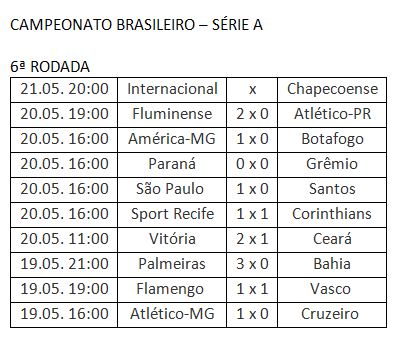 CAMPEONATO BRASILEIRO – SÉRIE A
6ª RODADA
21.05. 20:00 Internacional x Chapecoense
20.05. 19:00 Fluminense 2 x 0 Atlético-PR
20.05. 16:00 América-MG 1 x 0 Botafogo
20.05. 16:00 Paraná 0 x 0 Grêmio
20.05. 16:00 São Paulo 1 x 0 Santos
20.05. 16:00 Sport Recife 1 x 1 Corinthians
20.05. 11:00 Vitória 2 x 1 Ceará
19.05. 21:00 Palmeiras 3 x 0 Bahia
19.05. 19:00 Flamengo 1 x 1 Vasco
19.05. 16:00 Atlético-MG 1 x 0 Cruzeiro